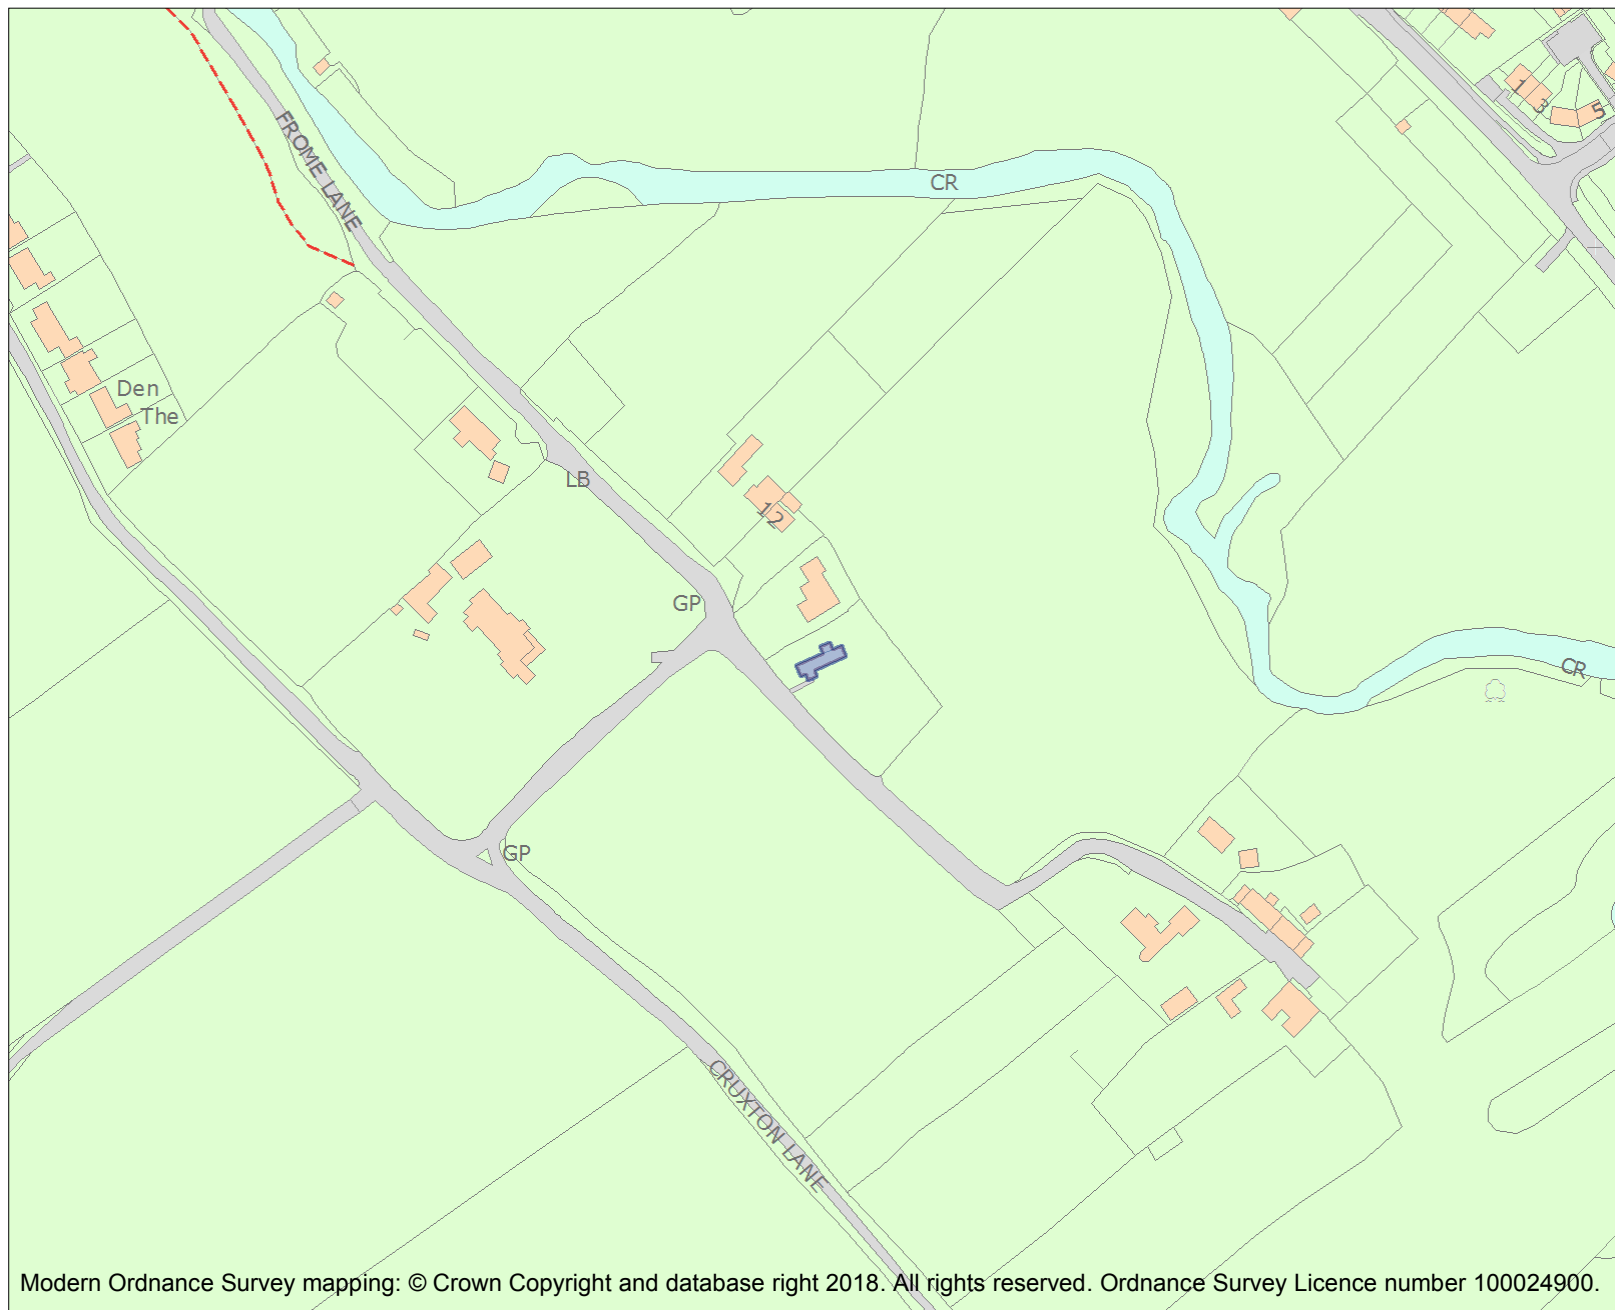 1
3
5
FROME LANE
CR
Den
The
LB
12
GP
CR
GP
CRUXTON LANE
Modern Ordnance Survey mapping: © Crown Copyright and database right 2018. All rights reserved. Ordnance Survey Licence number 100024900.